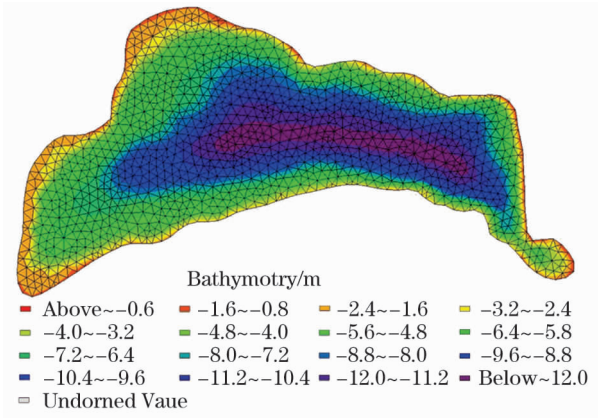 Bathymotry/m
Above~-0.6 -1.6~-0.8 -2.4~-1.6 -3.2~-2.4
-4.0~-3.2 -4.8~-4.0 -5.6~-4.8 -6.4~-5.8
-7.2~-6.4 -8.0~-7.2 -8.8~-8.0 -9.6~-8.8
-10.4~-9.6 -11.2~-10.4 -12.0~-11.2 Below~12.0
Undorned Vaue